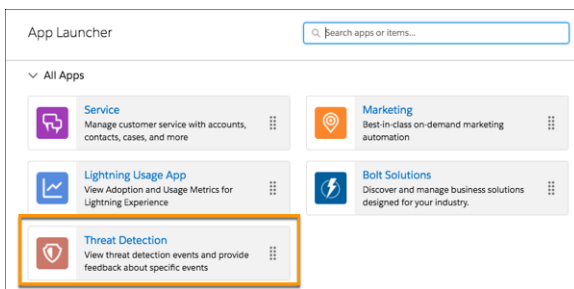 App Launcher
Search apps or items...
All Apps
Service
Manage customer service with accounts,
contacts, cases, and more
Marketing
Best-in-class on-demand marketing
automation
Lightning Usage App
View Adoption and Usage Metrics for
Lightning Experience
Bolt Solutions
Discover and manage business solutions
designed for your industry.
Threat Detection
View threat detection events and provide
feedback about specific events